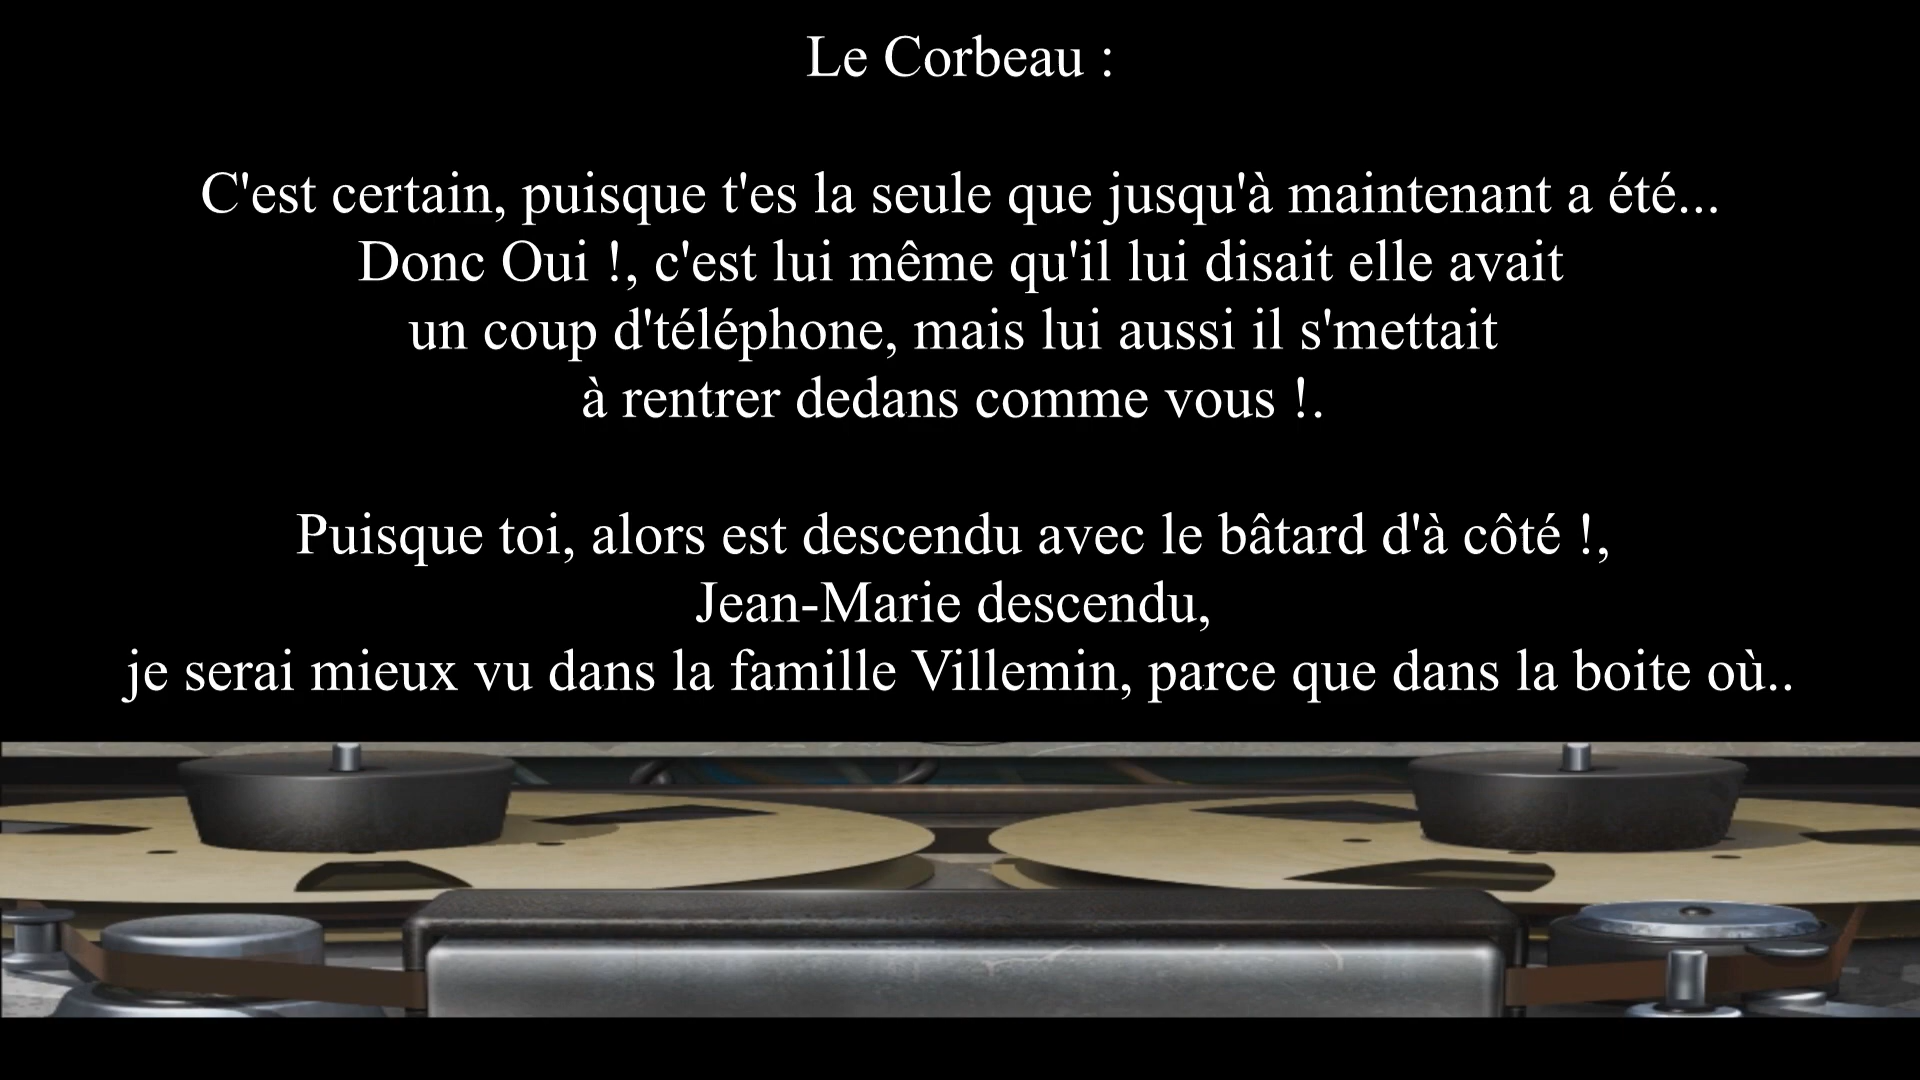 Le Corbeau :
C'est certain, puisque t'es la seule que jusqu'à maintenant a été...
Donc Oui !, c'est lui même qu'il lui disait elle avait
un coup d'téléphone, mais lui aussi il s'mettait
à rentrer dedans comme vous !.
Puisque toi, alors est descendu avec le bâtard d'à côté !,
Jean-Marie descendu,
je serai mieux vu dans la famille Villemin, parce que dans la boite où..